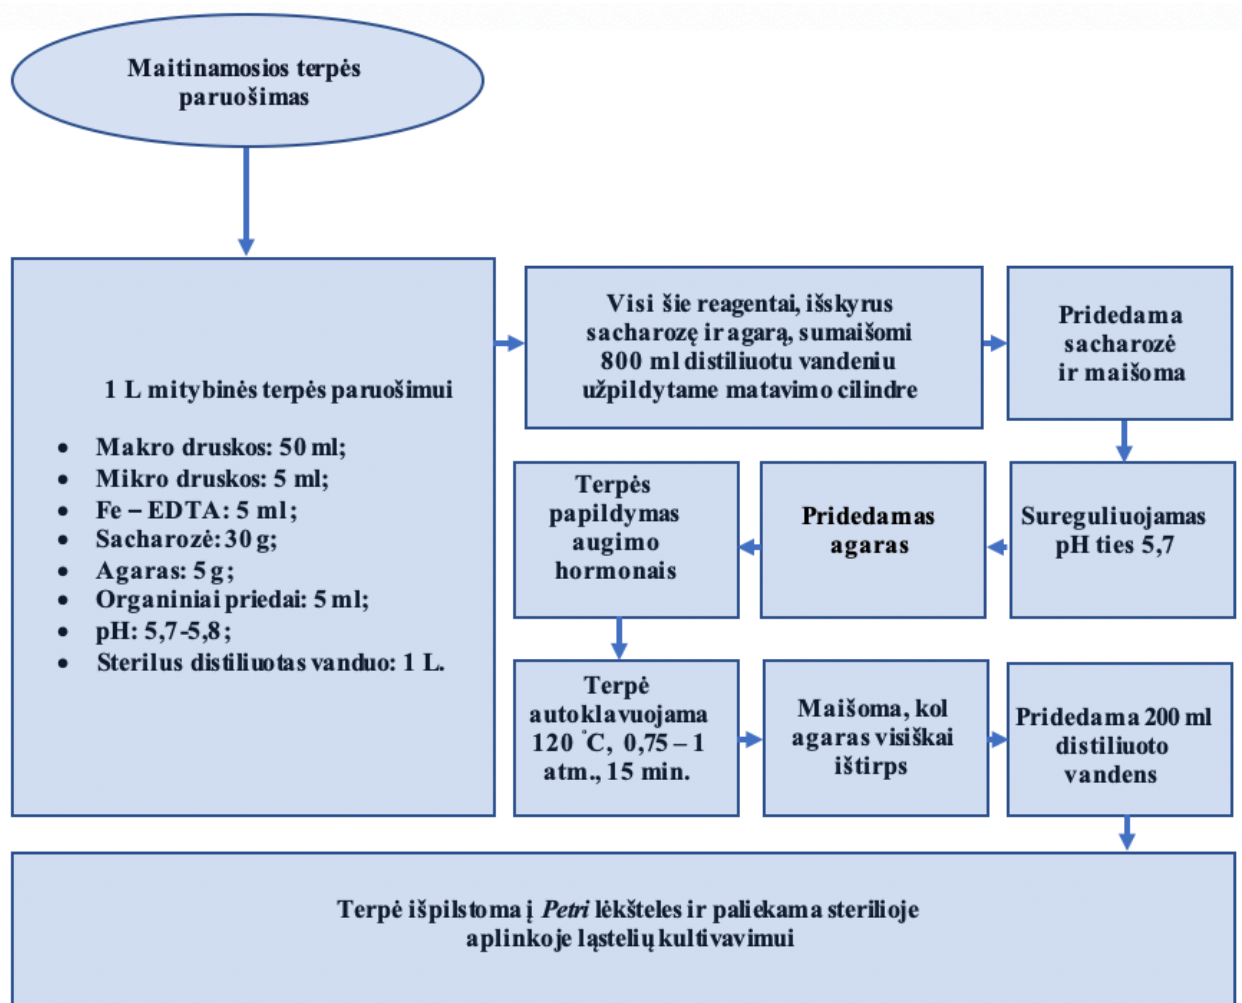 Maitinamosios terpės
paruošimas
1 L mitybinės terpės paruošimui
• Makro druskos: 50 ml;
• Mikro druskos: 5 ml;
• Fe – EDTA: 5 ml;
• Sacharozė: 30 g;
• Agaras: 5 g;
• Organiniai priedai: 5 ml;
• pH: 5,7-5,8;
• Sterilus distiliuotas vanduo: 1 L.
Visi šie reagentai, išskyrus
sacharozę ir agarą, sumaišomi
800 ml distiliuotu vandeniu
užpildytame matavimo cilindre
Pridedama
sacharozė
ir maišoma
Sureguliuojamas
pH ties 5,7
Pridedamas
agaras
Terpės
papildymas
augimo
hormonais
Terpė
autoklavuojama
120 °C, 0,75 – 1
atm., 15 min.
Maišoma, kol
agaras visiškai
ištirps
Pridedama 200 ml
distiliuoto
vandens
Terpė išpilstoma į Petri lėkšteles ir paliekama sterilioje
aplinkoje ląstelių kultivavimui